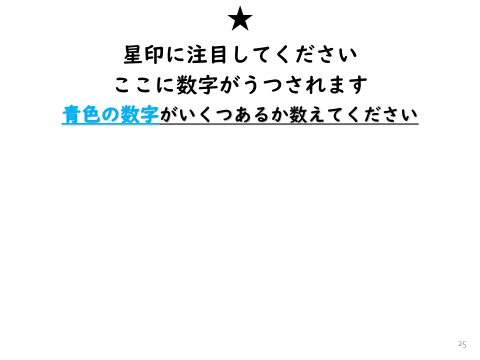 ★
星印に注目してください
ここに数字がうつされます
青色の数字がいくつあるか数えてください
25